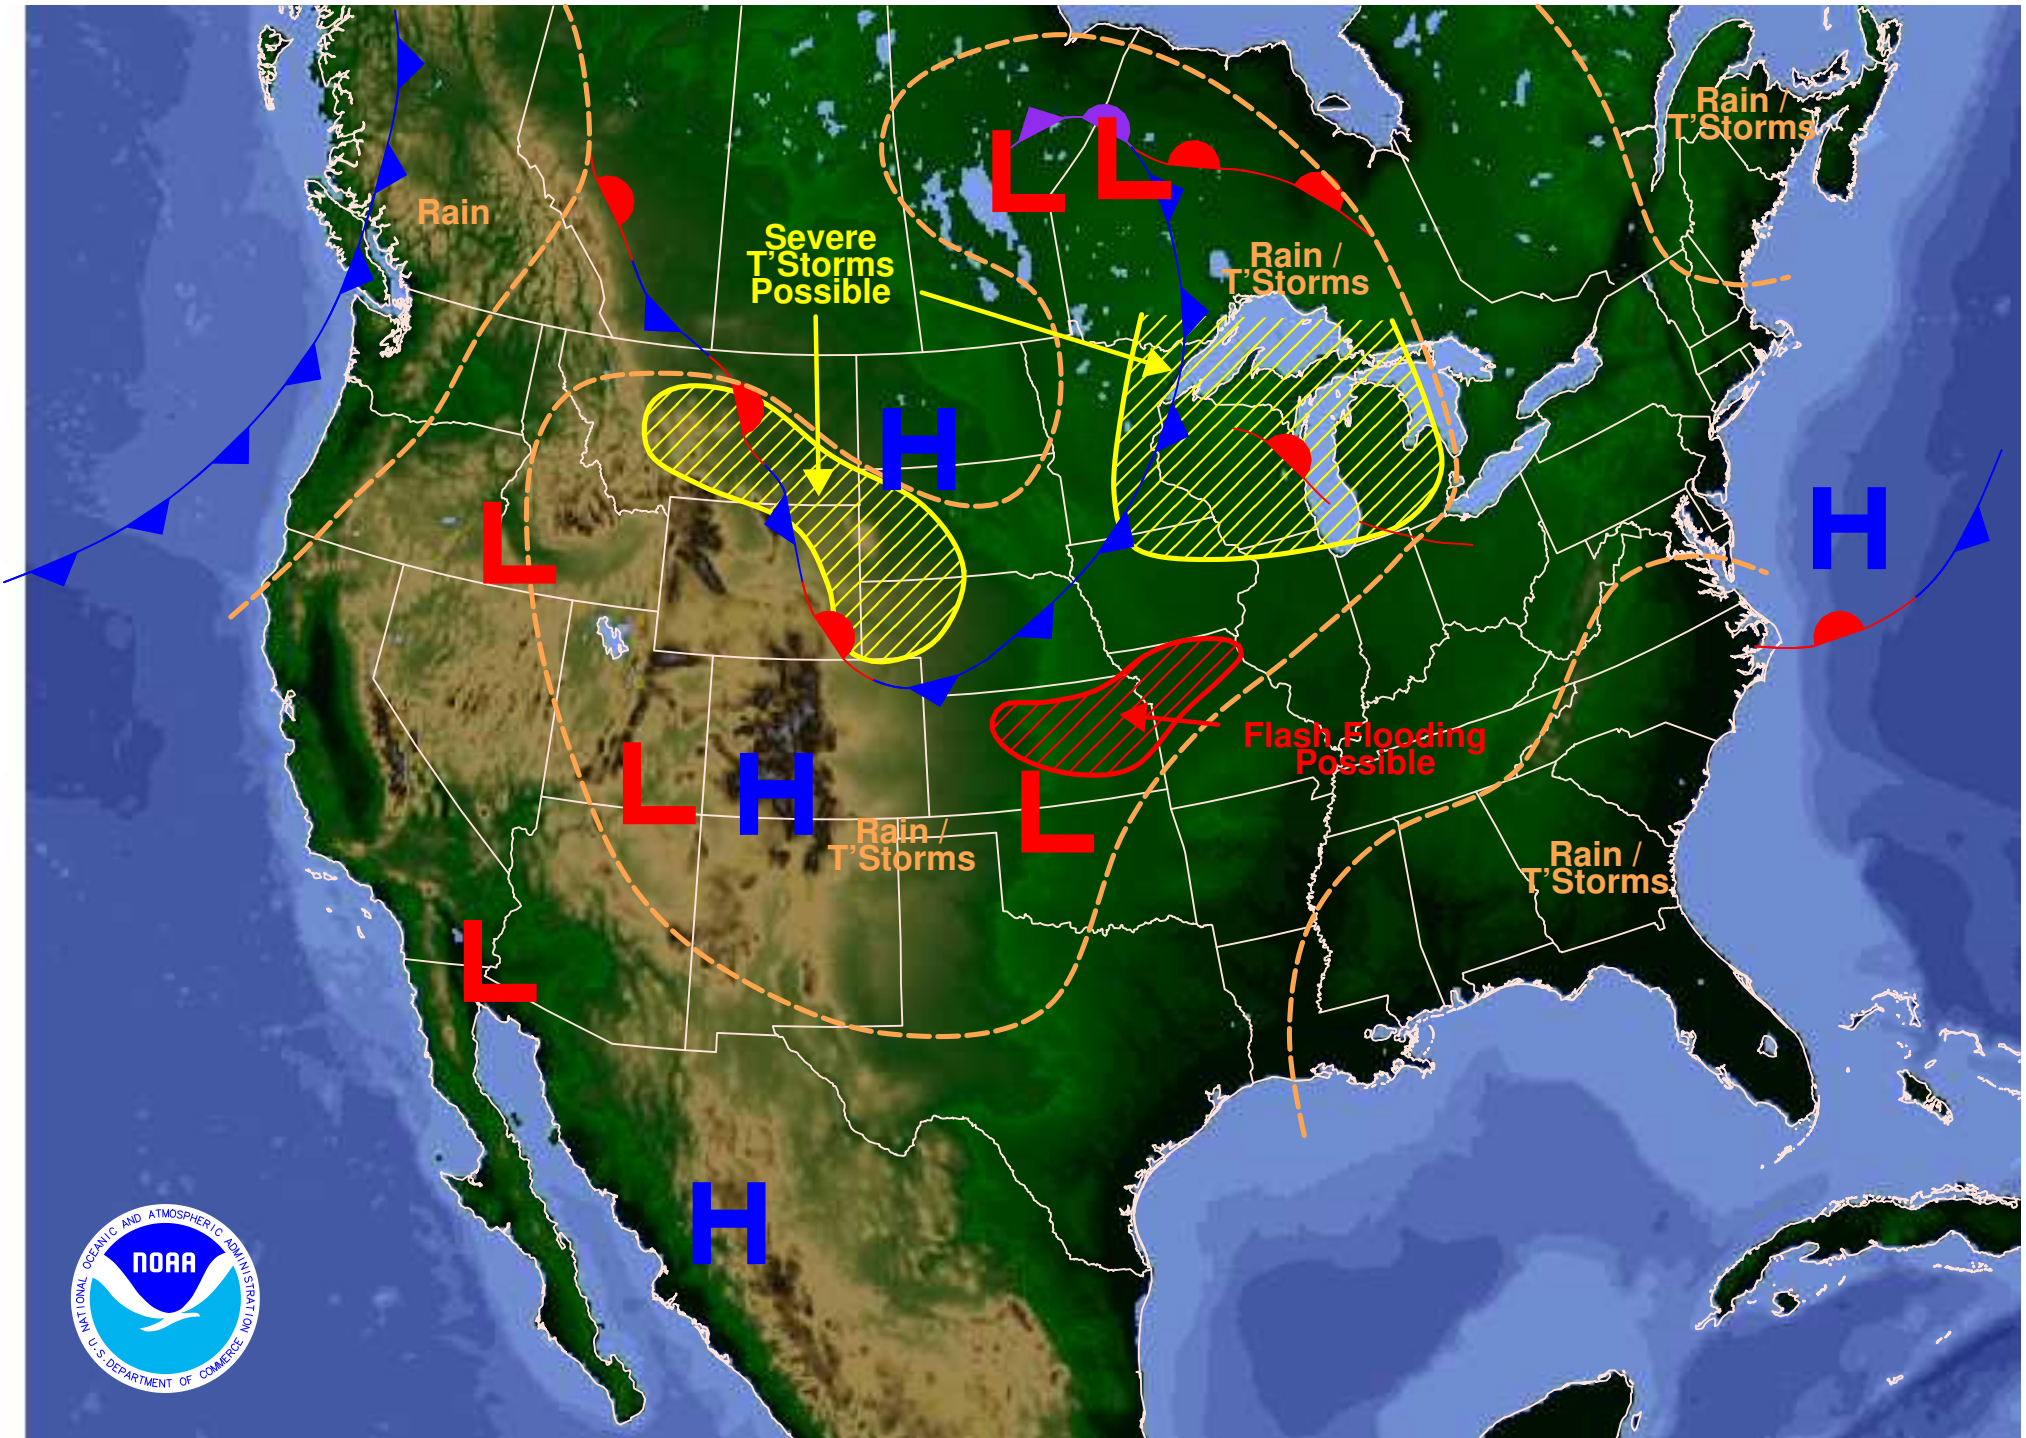 Rain /
T'Storms
Rain
Severe
T'Storms
Possible
Rain /
T'Storms
H
L
L
H
L
L
H
L
L
H
Flash Flooding
Possible
Rain /
T'Storms
Rain /
T'Storms
H
NATIONAL OCEANIC AND ATMOSPHERIC ADMINISTRATION
NOAA
U.S. DEPARTMENT OF COMMERCE